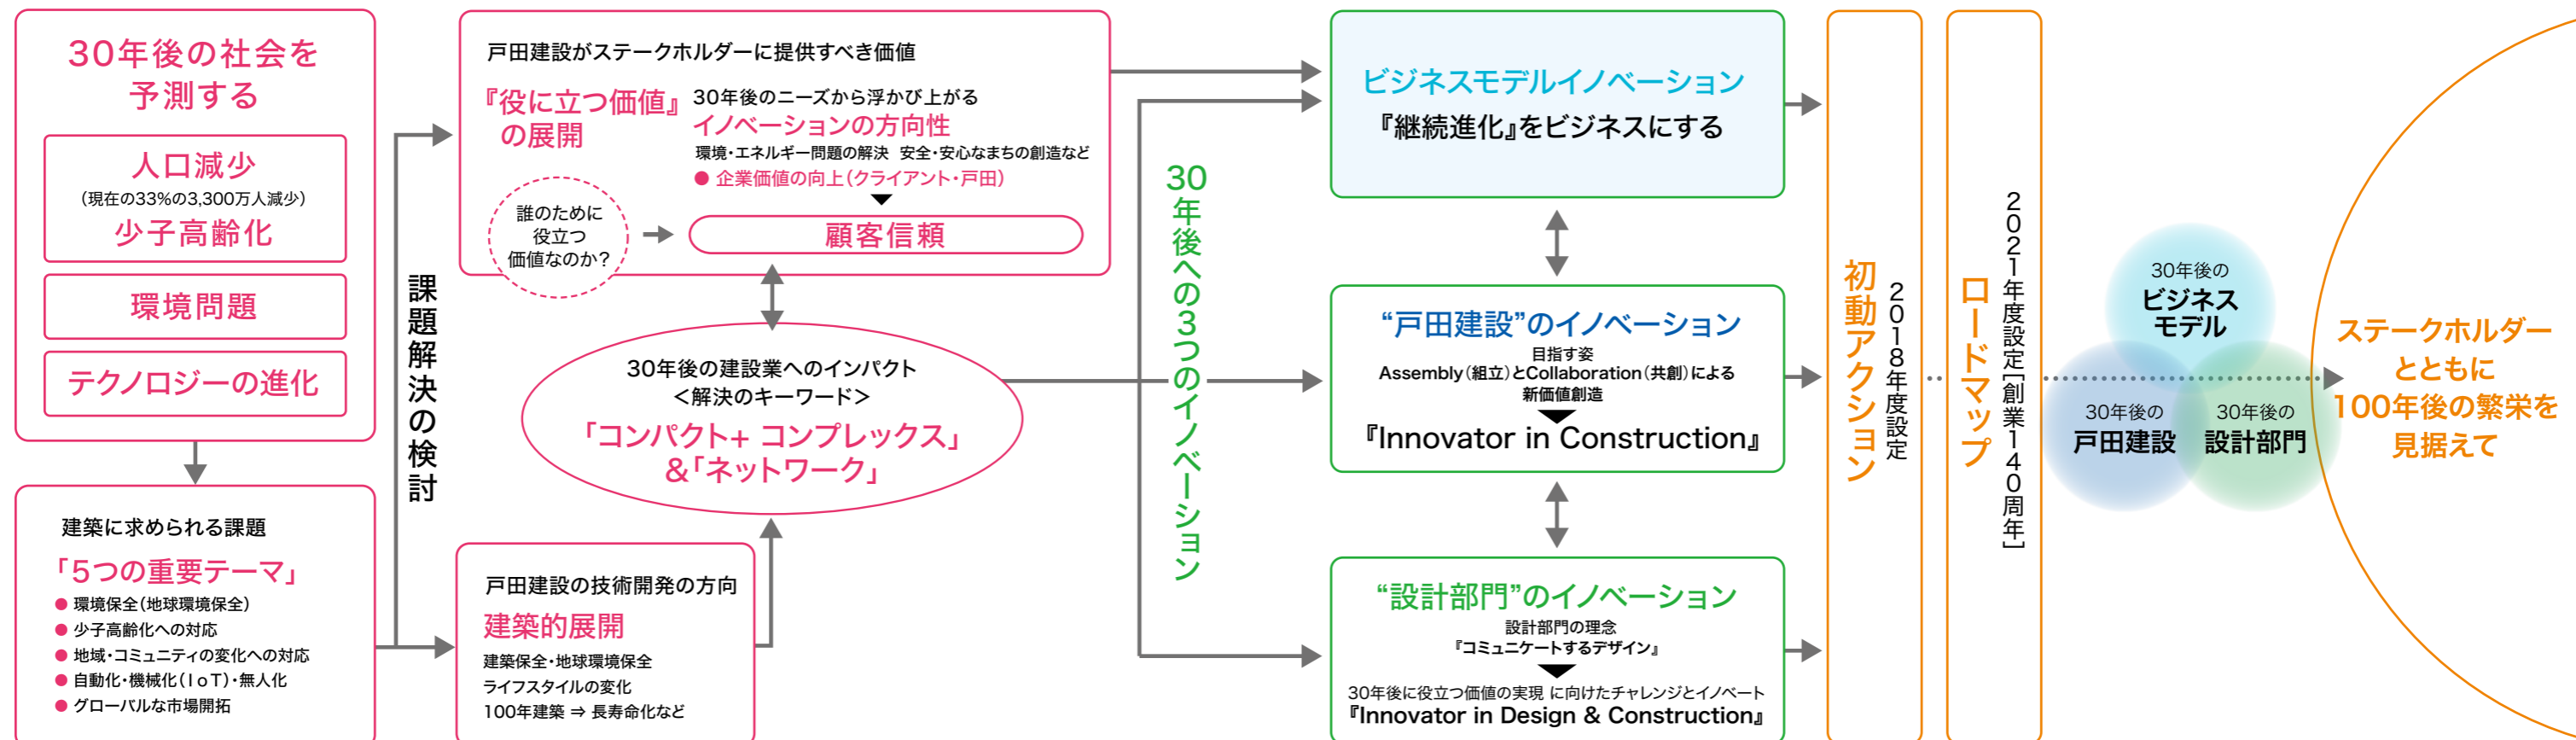 30年後の社会を
予測する
人口減少
(現在の33%の3,300万人減少)
少子高齢化
環境問題
テクノロジーの進化
建築に求められる課題
「5つの重要テーマ」
● 環境保全(地球環境保全)
● 少子高齢化への対応
● 地域・コミュニティの変化への対応
● 自動化・機械化(IoT)・無人化
● グローバルな市場開拓
課題解決の検討
戸田建設がステークホルダーに提供すべき価値
『役に立つ価値』
の展開
30年後のニーズから浮かび上がる
イノベーションの方向性
環境・エネルギー問題の解決 安全・安心なまちの創造など
● 企業価値の向上(クライアント・戸田)
誰のために
役立つ
価値なのか?
顧客信頼
30年後の建設業へのインパクト
<解決のキーワード>
「コンパクト+ コンプレックス」
&「ネットワーク」
戸田建設の技術開発の方向
建築的展開
建築保全・地球環境保全
ライフスタイルの変化
100年建築 ⇒ 長寿命化など
30年後への3つのイノベーション
ビジネスモデルイノベーション
『継続進化』をビジネスにする
“戸田建設”のイノベーション
目指す姿
Assembly(組立)とCollaboration(共創)による
新価値創造
『Innovator in Construction』
“設計部門”のイノベーション
設計部門の理念
『コミュニケートするデザイン』
30年後に役立つ価値の実現 に向けたチャレンジとイノベート
『Innovator in Design & Construction』
初動アクション
2018年度設定
ロードマップ
2021年度設定[創業140周年]
30年後の
ビジネス
モデル
30年後の
戸田建設
30年後の
設計部門
ステークホルダー
とともに
100年後の繁栄を
見据えて